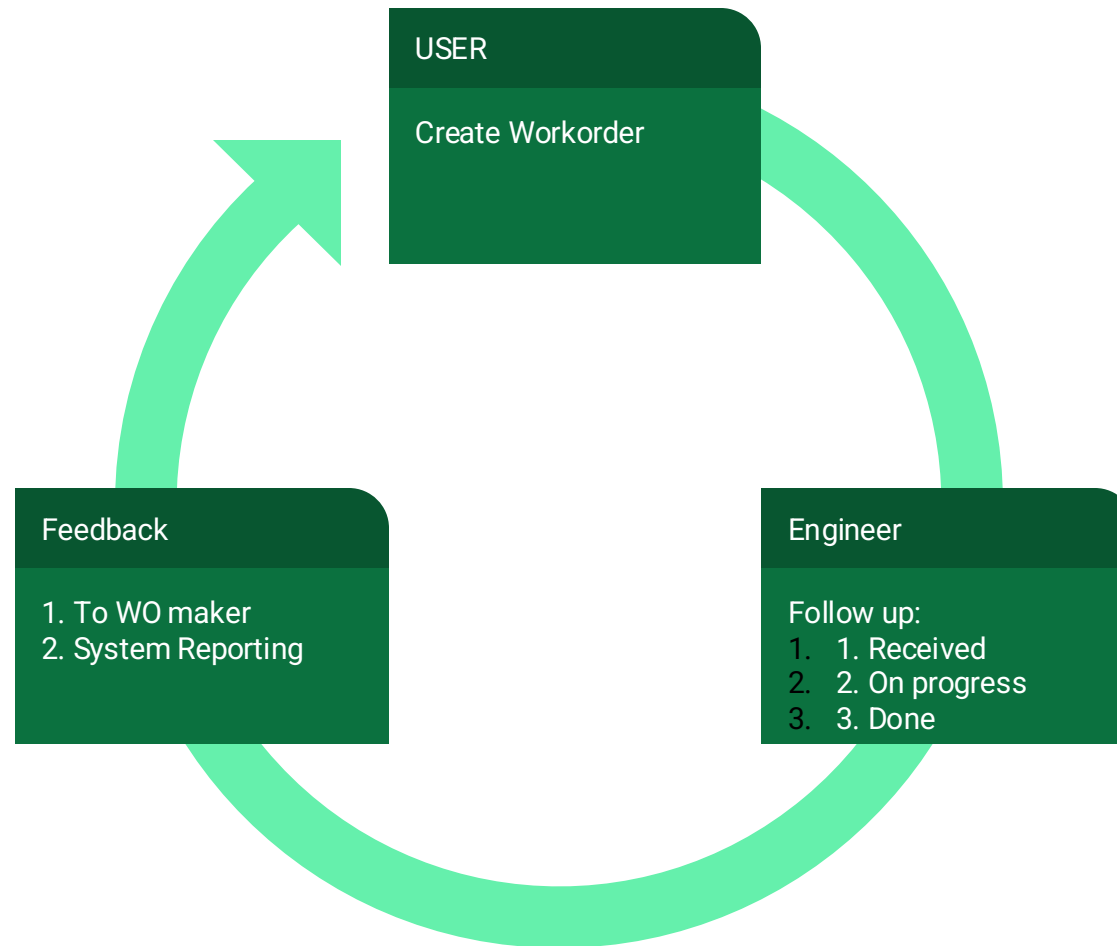 USER
Create Workorder
Feedback
1. To WO maker
2. System Reporting
Engineer
Follow up:
1. 1. Received
2. 2. On progress
3. 3. Done